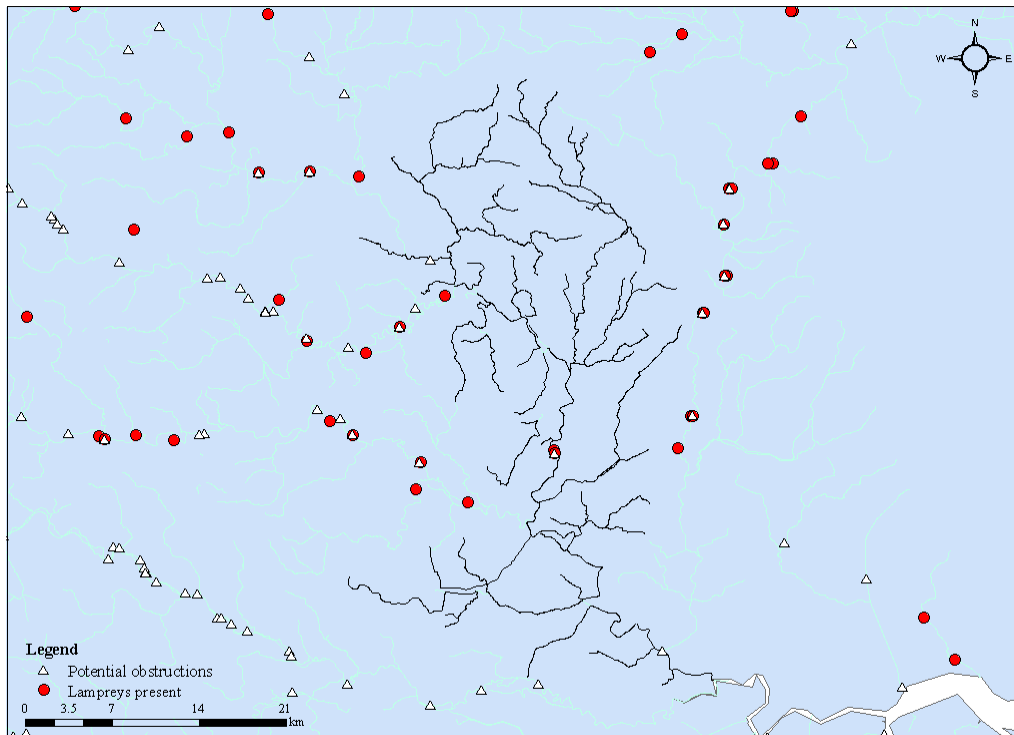 N
W E
S
Legend
Potential obstructions
Lampreys present
0 3.5 7 14 21
km